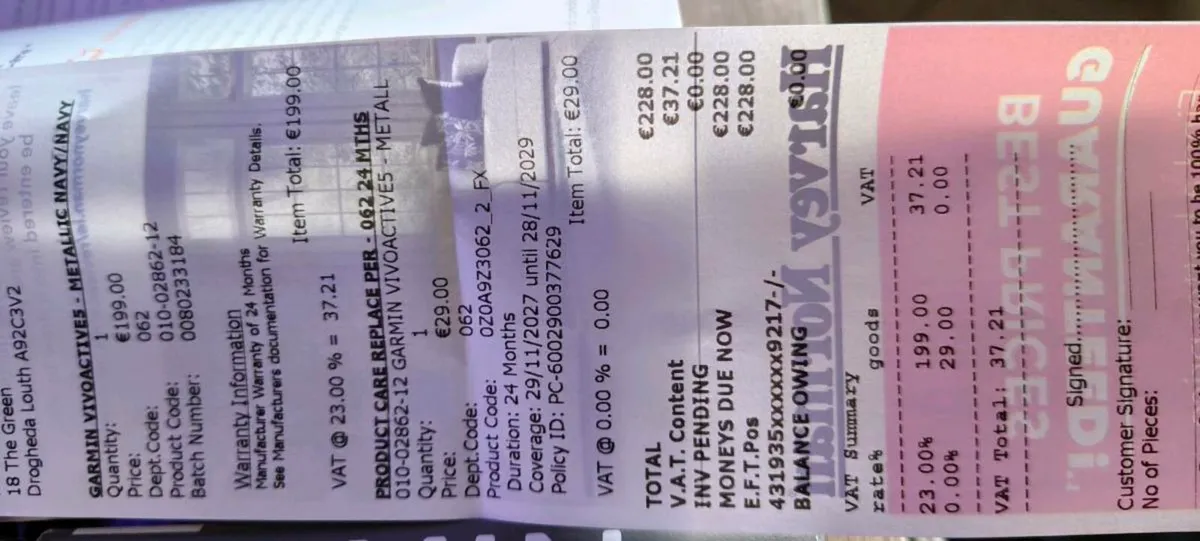 18 The Green
Drogheda Louth A92C3V2
GARMIN VIVOACTIVE5 - METALLIC NAVY/NAVY
Quantity: 1
Price: €199.00
Dept.Code: 062
Product Code: 010-02862-12
Batch Number: 0208023318​4
Warranty Information
Manufacturer Warranty of 24 Months
See Manufacturers documentation for Warranty Details.
Item Total: €199.00
VAT @ 23.00 % = 37.21
PRODUCT CARE REPLACE PER - 062 24 MTHS
010-02862-12 GARMIN VIVOACTIVE5 - METALL
Quantity: 1
Price: €29.00
Dept.Code: 062
Product Code: 0Z0A9Z3062_2_FX
Duration: 24 Months
Coverage: 29/11/2027 until 28/11/2029
Policy ID: PC-6002900377629
Item Total: €29.00
VAT @ 0.00 % = 0.00
TOTAL €228.00
V.A.T. Content €37.21
INV PENDING €0.00
MONEYS DUE NOW €228.00
E.F.T.Pos €228.00
431935xxxxxx9217-/-
BALANCE OWING €0.00
Harvey Norman
VAT Summary
rate% goods VAT
23.00% 199.00 37.21
0.00% 29.00 0.00
VAT Total: 37.21
BEST PRICES
GUARANTEED
Signed
Customer Signature:
No of Pieces: